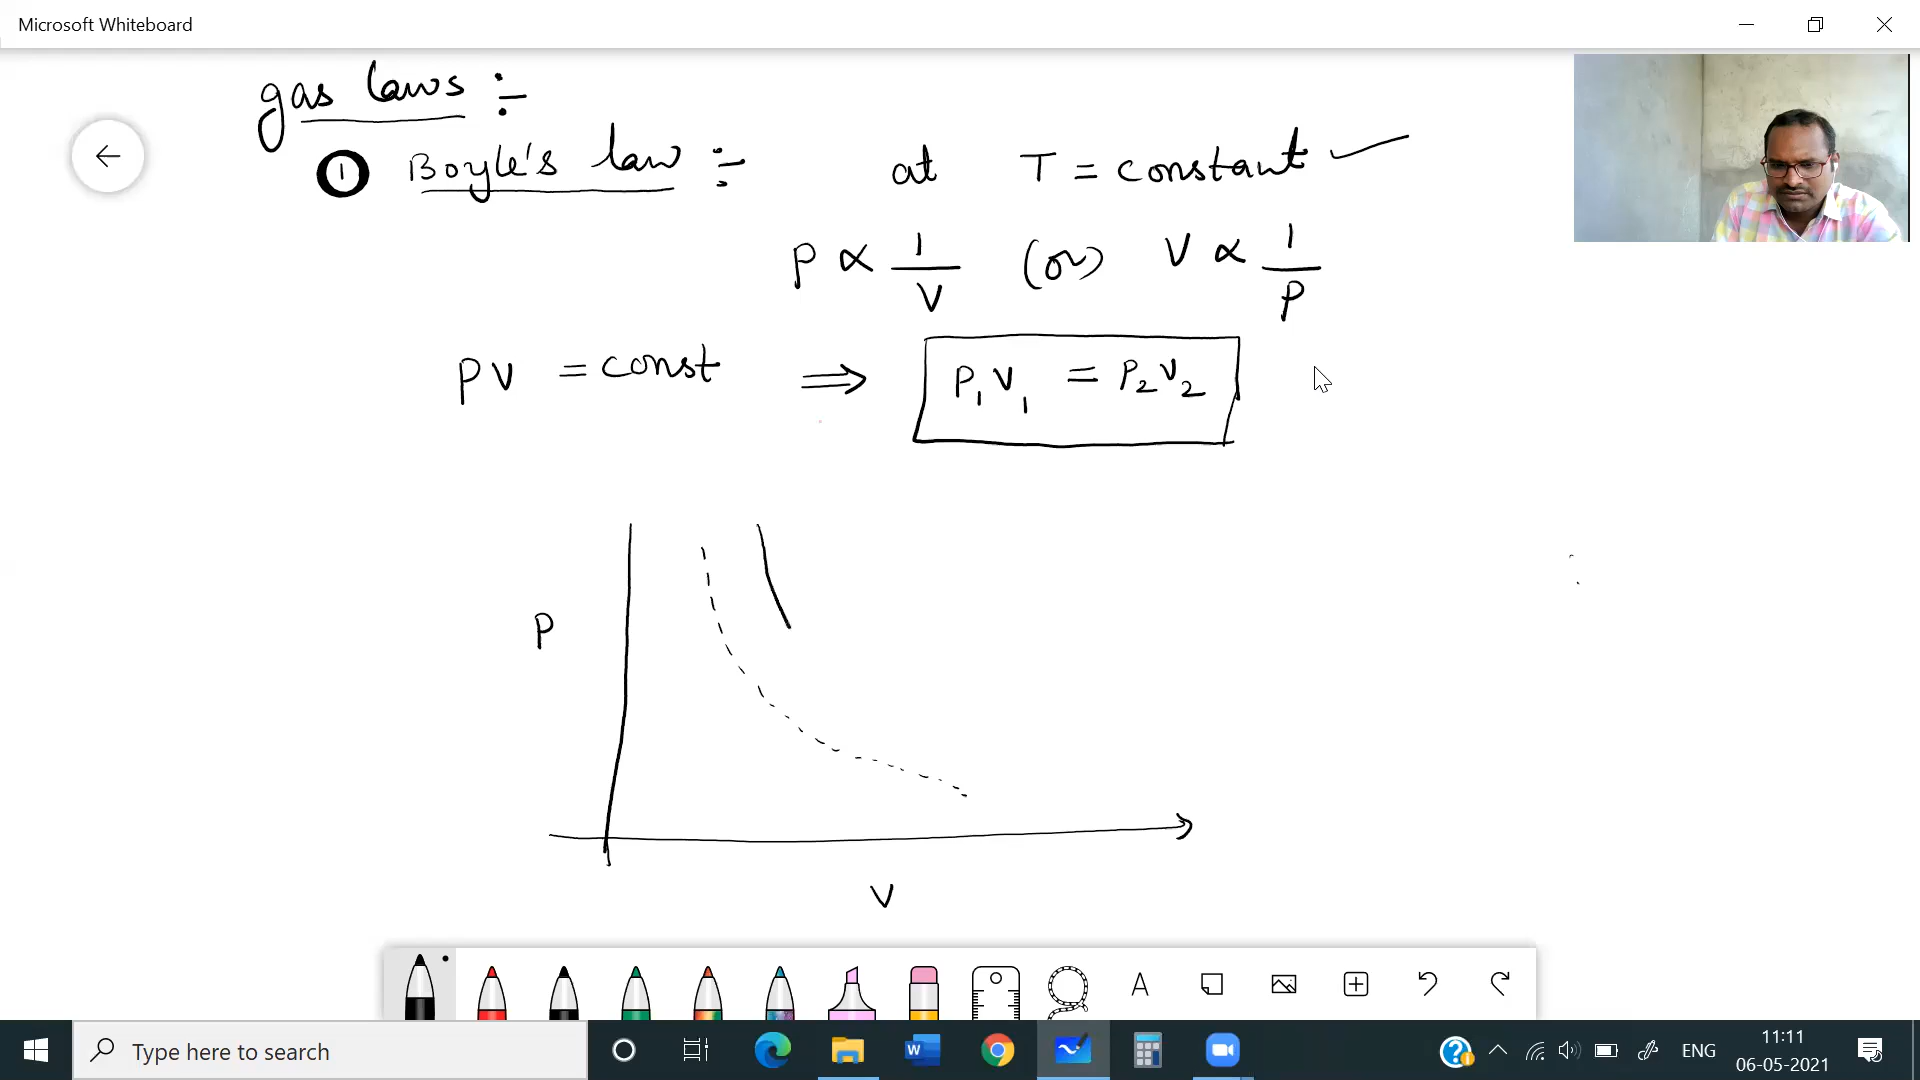 Microsoft Whiteboard
gas laws :-
① Boyle's law :- at T = constant
P ∝ 1/V (or) V ∝ 1/P
PV = const ⟹ P₁V₁ = P₂V₂
P
V
A
Type here to search
ENG
11:11
06-05-2021